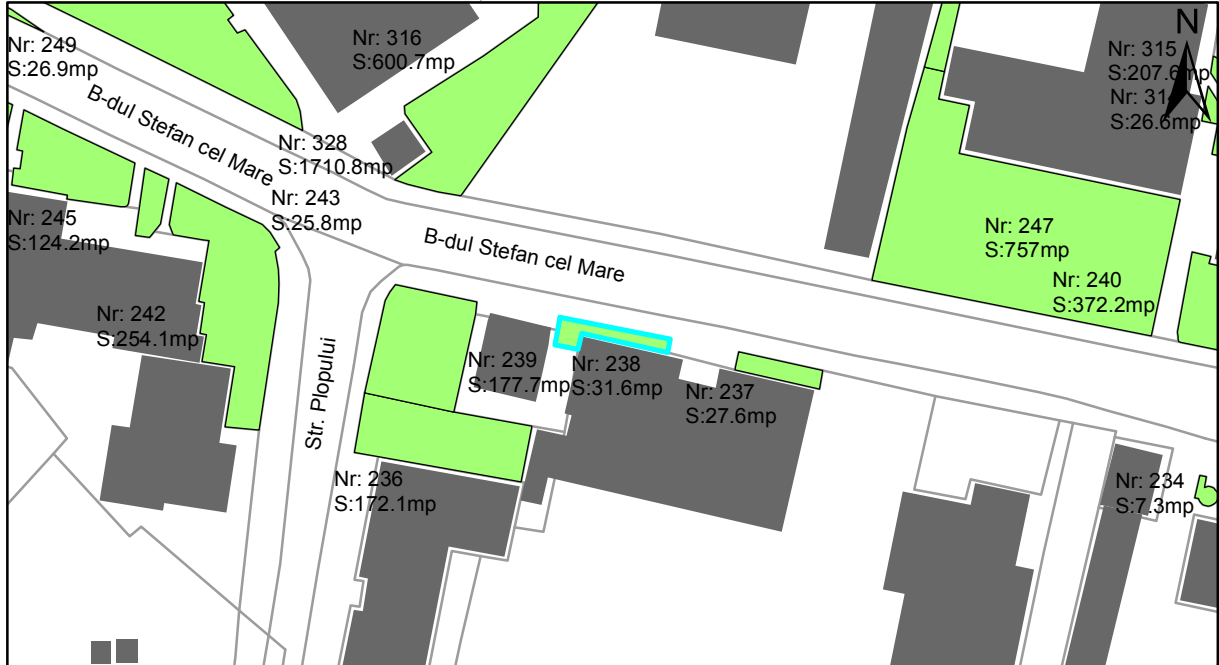 N
Nr: 249
S:26.9mp
Nr: 316
S:600.7mp
Nr: 315
S:207.6mp
Nr: 314
S:26.6mp
B-dul Stefan cel Mare
Nr: 328
S:1710.8mp
Nr: 243
S:25.8mp
Nr: 245
S:124.2mp
B-dul Stefan cel Mare
Nr: 247
S:757mp
Nr: 240
S:372.2mp
Nr: 242
S:254.1mp
Str. Plopului
Nr: 239
S:177.7mp
Nr: 238
S:31.6mp
Nr: 237
S:27.6mp
Nr: 236
S:172.1mp
Nr: 234
S:7.3mp